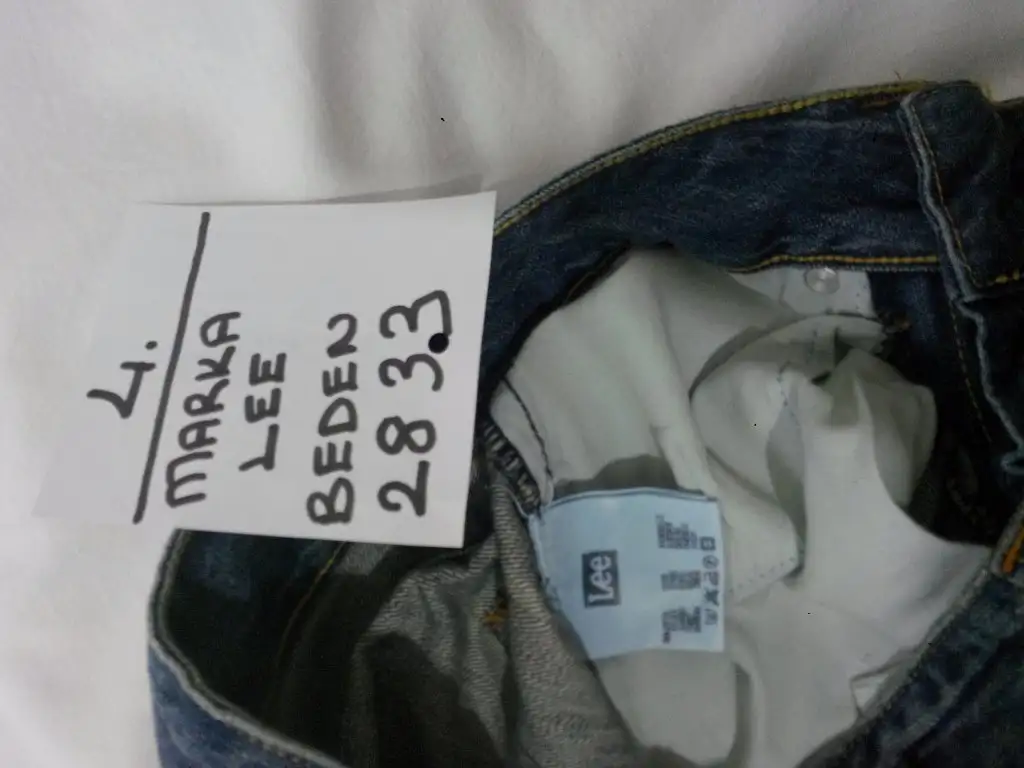 4.
MARKA
LEE
BEDEN
28 33
Lee